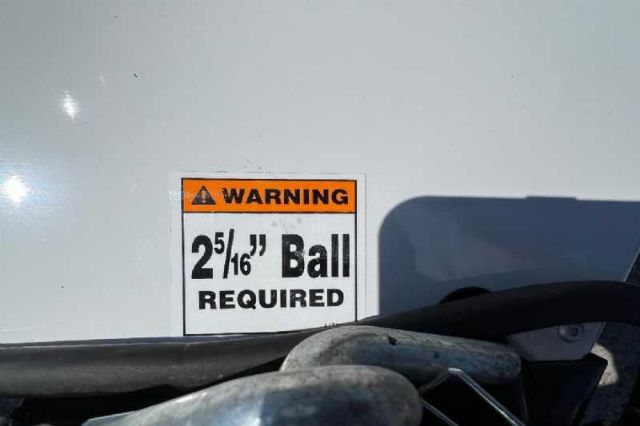 ⚠ WARNING
2 5/16" Ball
REQUIRED